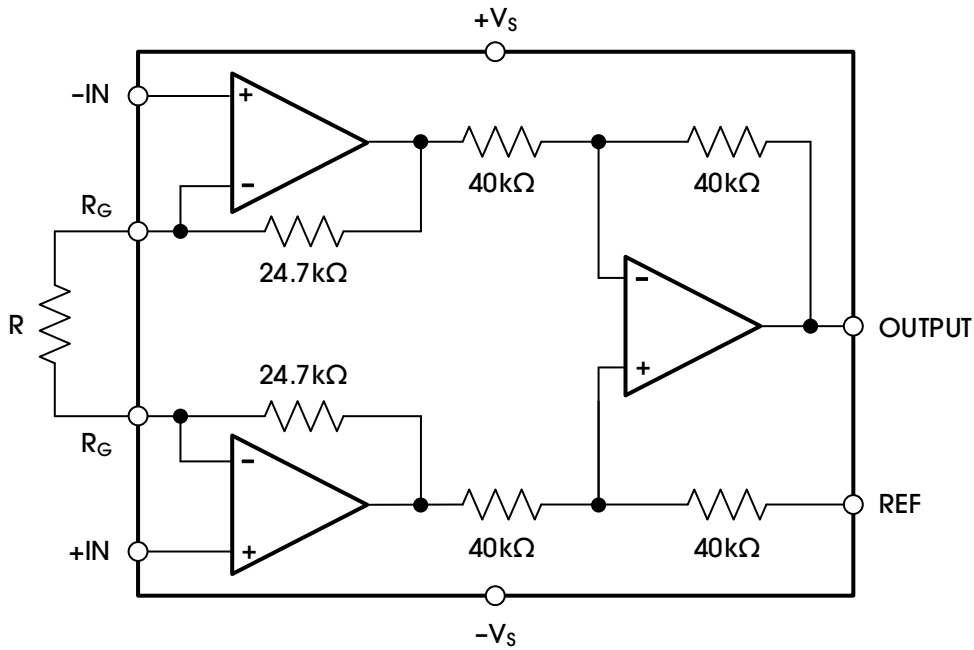 +VS
–IN
+
–
40kΩ
40kΩ
RG
24.7kΩ
–
R
OUTPUT
24.7kΩ
+
RG
–
REF
+IN
+
40kΩ
40kΩ
–VS